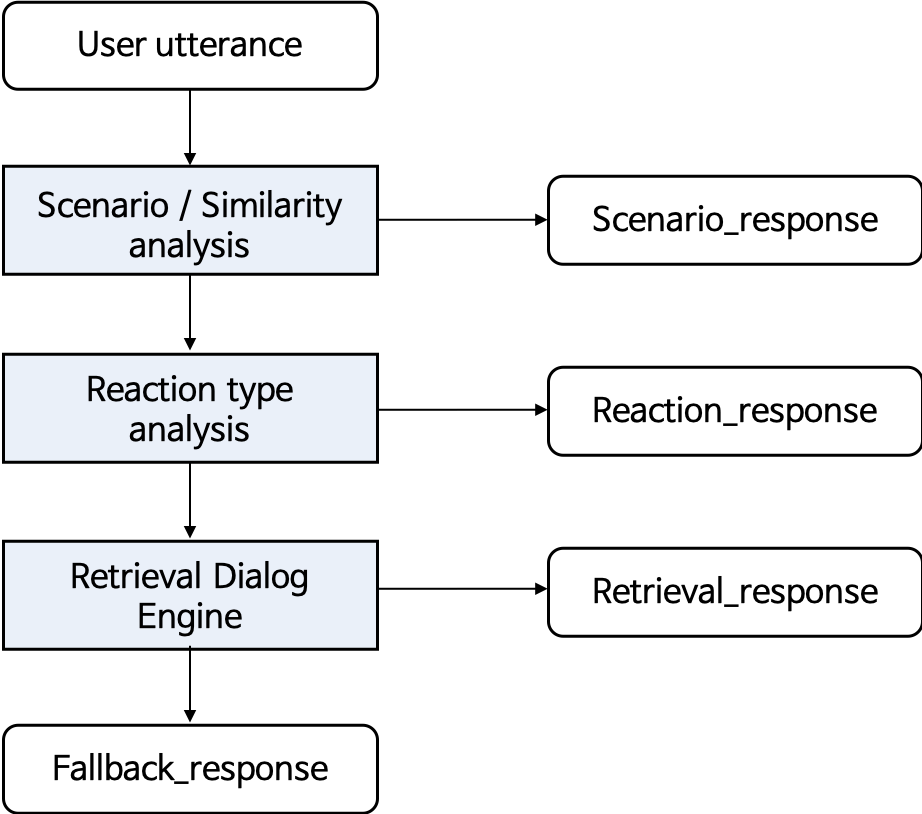 User utterance
Scenario / Similarity
analysis
Scenario_response
Reaction type
analysis
Reaction_response
Retrieval Dialog
Engine
Retrieval_response
Fallback_response